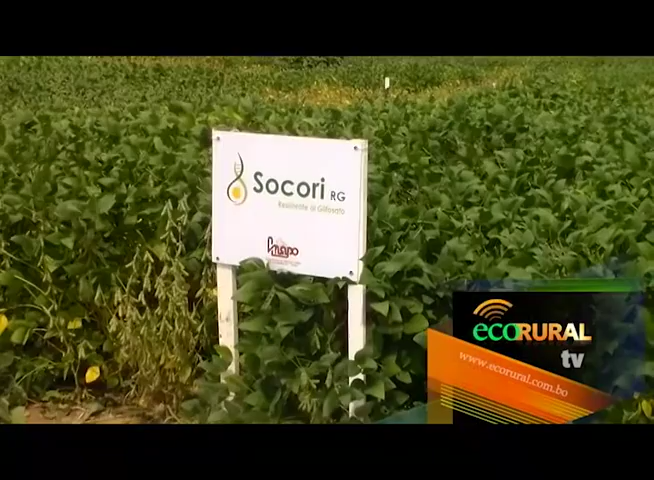 Socori RG
Resistente al Glifosato
ecoRURAL
tv
www.ecorural.com.bo